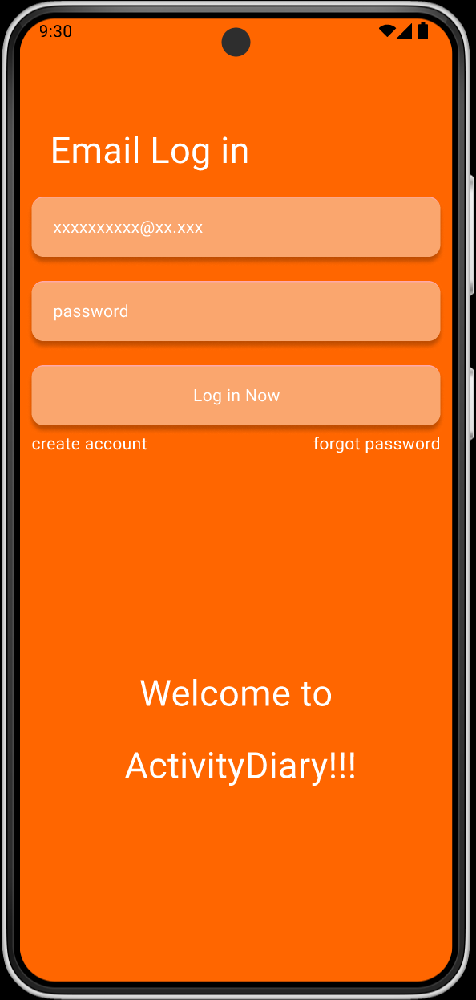 9:30
Email Log in
xxxxxxxxxx@xx.xxx
password
Log in Now
create account forgot password
Welcome to
ActivityDiary!!!